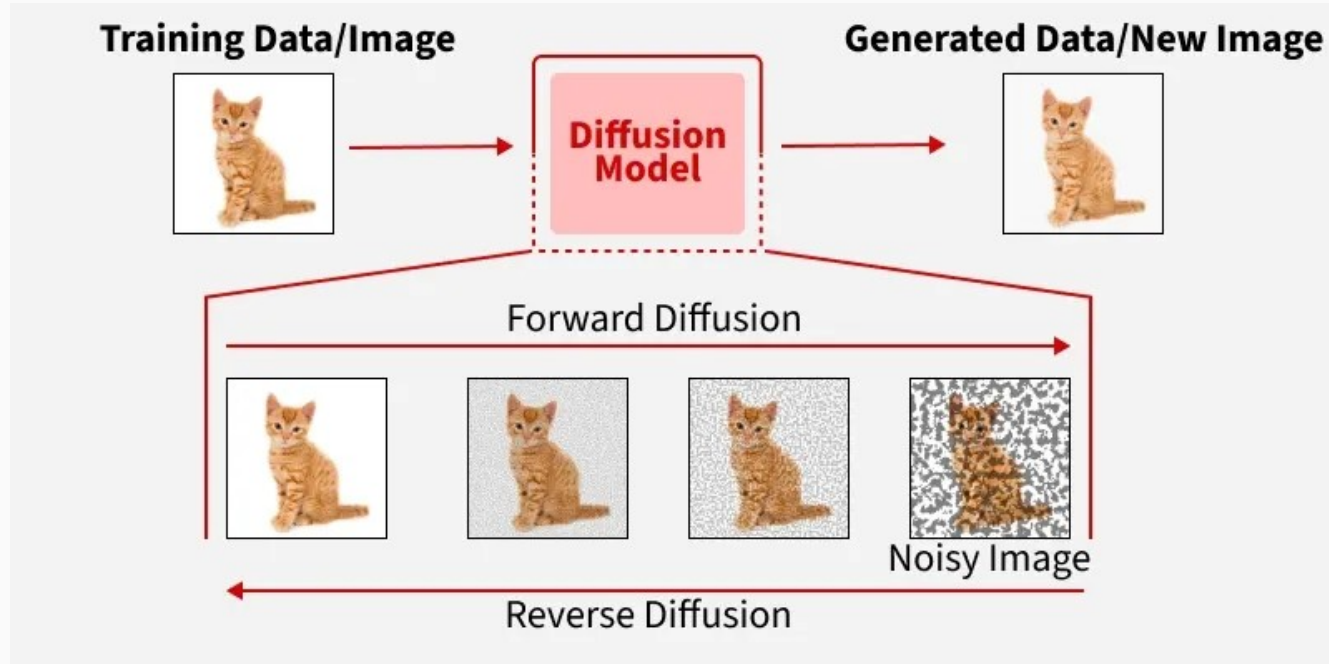 Training Data/Image
Generated Data/New Image
Diffusion
Model
Forward Diffusion
Noisy Image
Reverse Diffusion